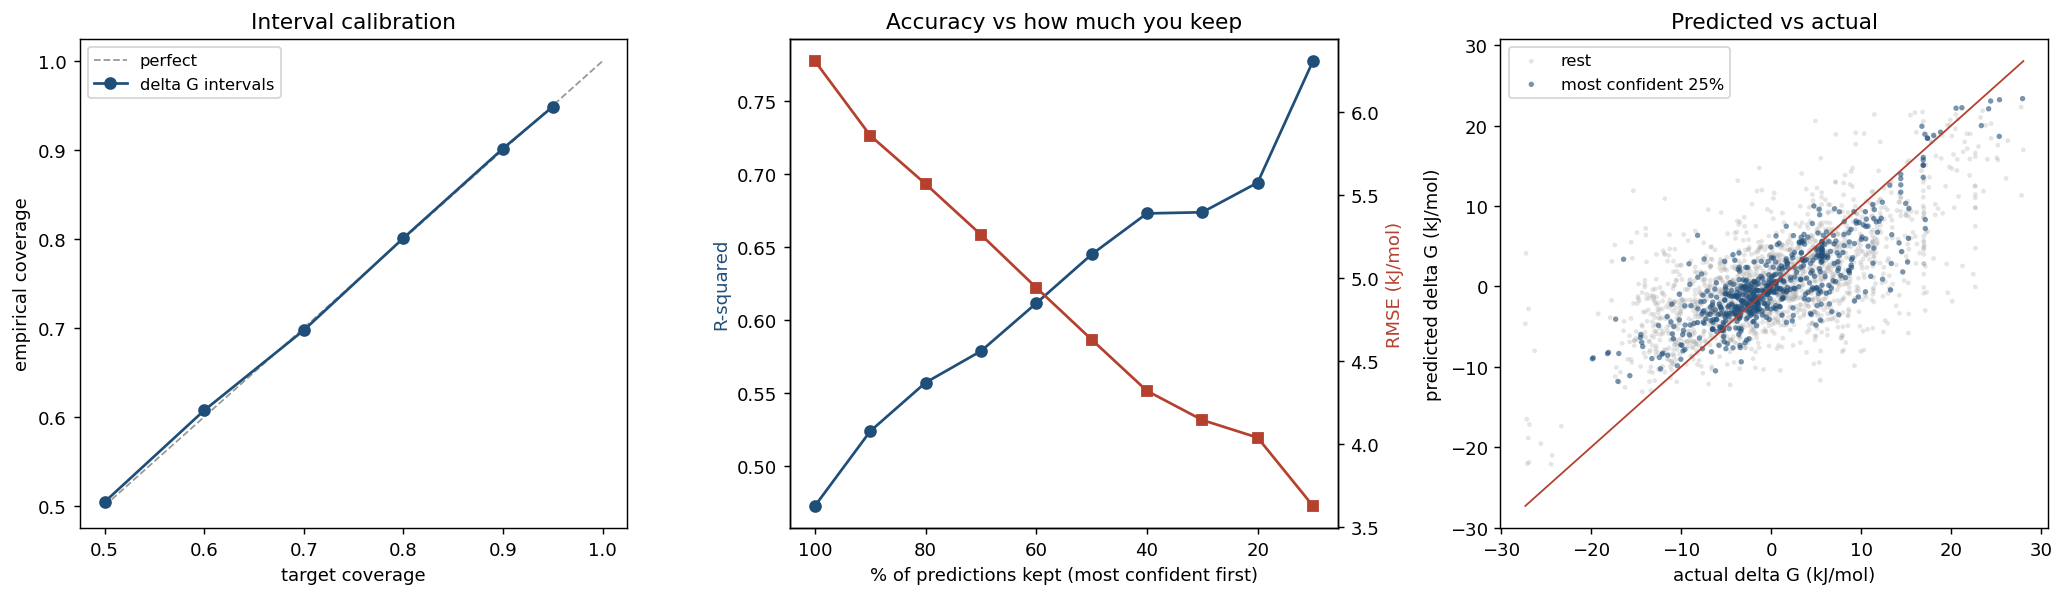 Interval calibration
perfect
delta G intervals
1.0
0.9
0.8
0.7
0.6
0.5
empirical coverage
0.5 0.6 0.7 0.8 0.9 1.0
target coverage
Accuracy vs how much you keep
0.75
0.70
0.65
0.60
0.55
0.50
R-squared
6.0
5.5
5.0
4.5
4.0
3.5
RMSE (kJ/mol)
100 80 60 40 20
% of predictions kept (most confident first)
Predicted vs actual
rest
most confident 25%
30
20
10
0
−10
−20
−30
predicted delta G (kJ/mol)
−30 −20 −10 0 10 20 30
actual delta G (kJ/mol)